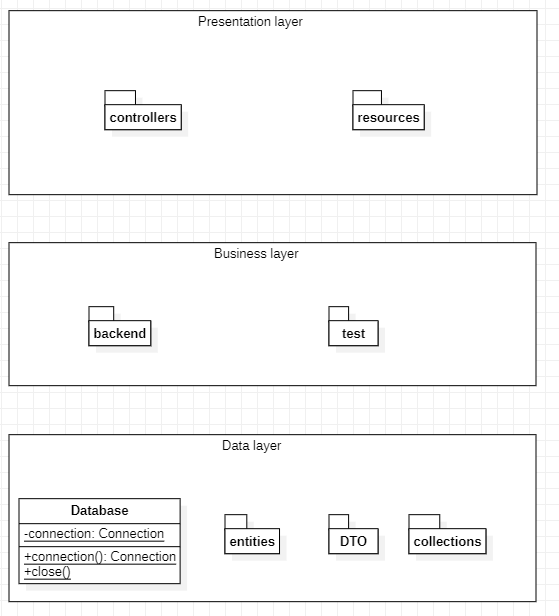 Presentation layer
controllers
resources
Business layer
backend
test
Data layer
Database
-connection: Connection
+connection(): Connection
+close()
entities
DTO
collections